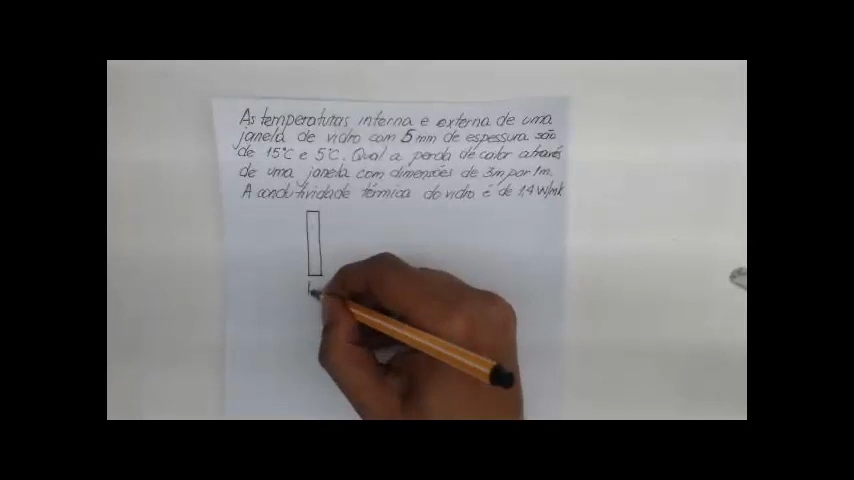 As temperaturas interna e externa de uma
janela de vidro com 5 mm de espessura são
de 15°C e 5°C. Qual a perda de calor através
de uma janela com dimensões de 3m por 1m.
A condutividade térmica do vidro é de 1,4 W/mk